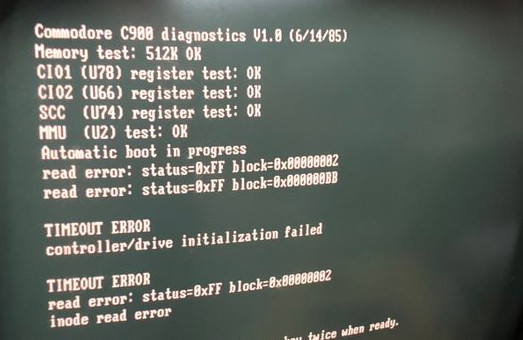 Commodore C900 diagnostics V1.0 (6/14/85)
Memory test: 512K OK
CIO1 (U78) register test: OK
CIO2 (U66) register test: OK
SCC (U74) register test: OK
MMU (U2) test: OK
Automatic boot in progress
read error: status=0xFF block=0x00000002
read error: status=0xFF block=0x000000BB
TIMEOUT ERROR
controller/drive initialization failed
TIMEOUT ERROR
read error: status=0xFF block=0x00000002
inode read error
twice when ready.